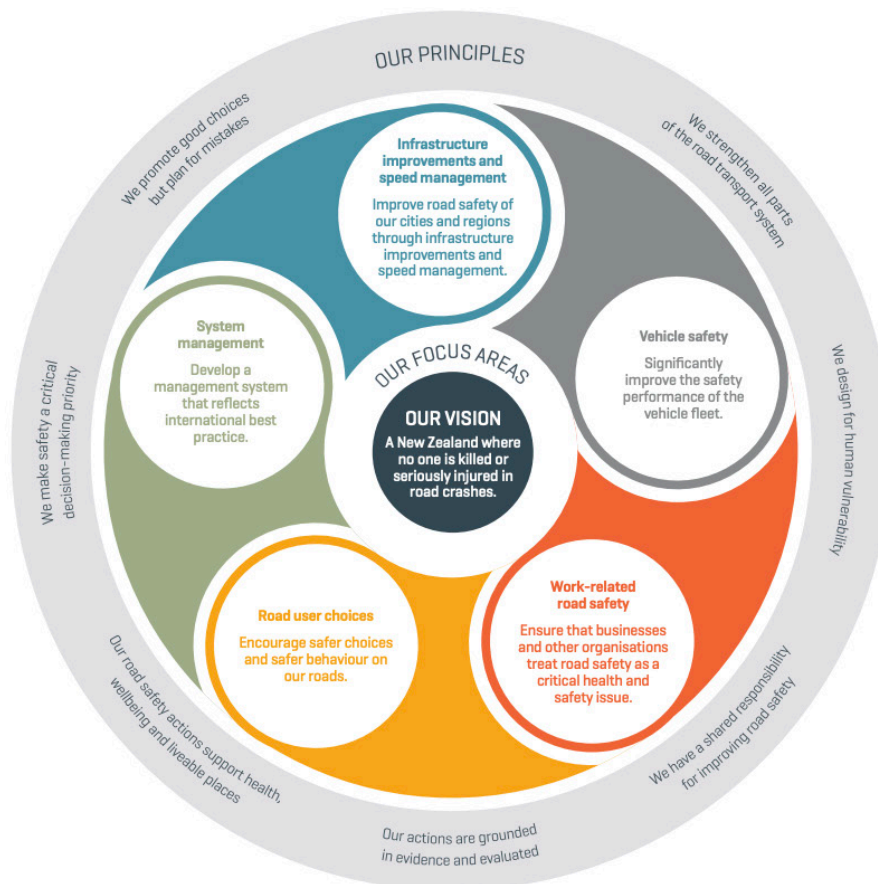 OUR PRINCIPLES
We promote good choices
but plan for mistakes
We strengthen all parts
of the road transport system
We design for human vulnerability
We have a shared responsibility
for improving road safety
Our actions are grounded
in evidence and evaluated
Our road safety actions support health,
wellbeing and liveable places
We make safety a critical
decision-making priority
Infrastructure
improvements and
speed management
Improve road safety of
our cities and regions
through infrastructure
improvements and
speed management.
Vehicle safety
Significantly
improve the safety
performance of the
vehicle fleet.
Work-related
road safety
Ensure that businesses
and other organisations
treat road safety as a
critical health and
safety issue.
Road user choices
Encourage safer choices
and safer behaviour on
our roads.
System
management
Develop a
management system
that reflects
international best
practice.
OUR FOCUS AREAS
OUR VISION
A New Zealand where
no one is killed or
seriously injured in
road crashes.